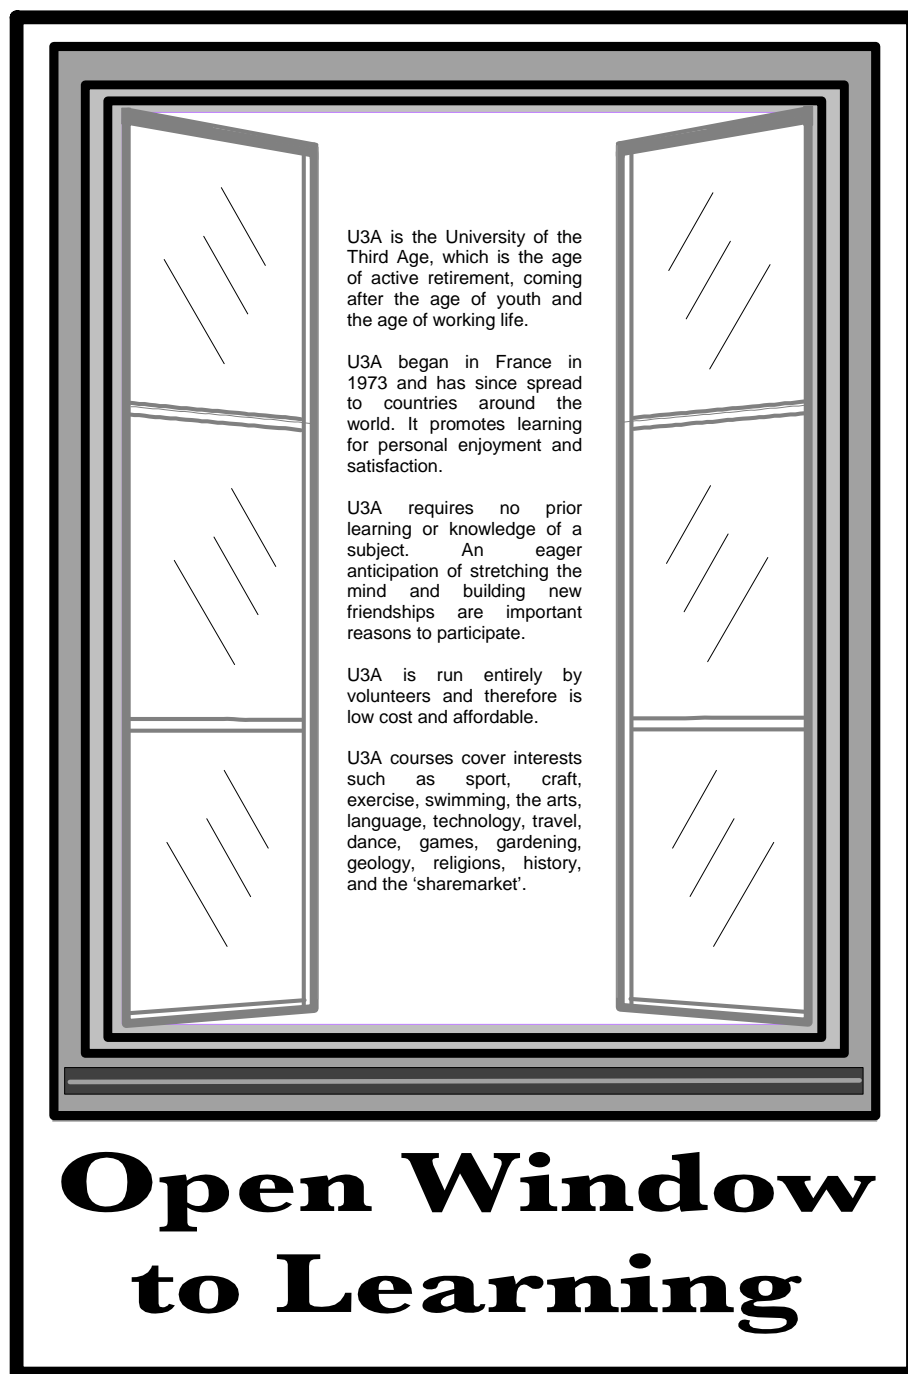 U3A is the University of the
Third Age, which is the age
of active retirement, coming
after the age of youth and
the age of working life.
U3A began in France in
1973 and has since spread
to countries around the
world. It promotes learning
for personal enjoyment and
satisfaction.
U3A requires no prior
learning or knowledge of a
subject. An eager
anticipation of stretching the
mind and building new
friendships are important
reasons to participate.
U3A is run entirely by
volunteers and therefore is
low cost and affordable.
U3A courses cover interests
such as sport, craft,
exercise, swimming, the arts,
language, technology, travel,
dance, games, gardening,
geology, religions, history,
and the ‘sharemarket’.
Open Window
to Learning